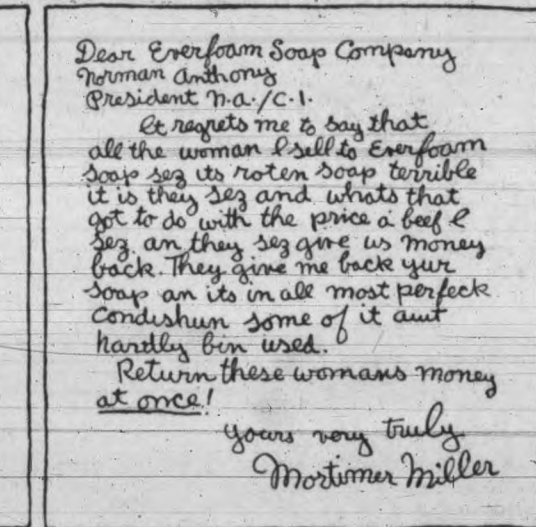 Dear Everfoam Soap Company
Norman Anthony
President N.A./C.I.
It regrets me to say that
all the woman I sell to Everfoam
Soap sez its roten soap terrible
it is they sez and whats that
got to do with the price a beef I
sez an they sez give us money
back. They give me back yur
soap an its in all most perfeck
condishun some of it aint
hardly bin used.
Return these womans money
at once!
yours very truly
Mortimer Miller